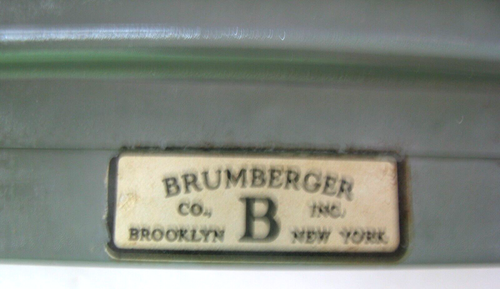 BRUMBERGER
CO., B INC.
BROOKLYN NEW YORK